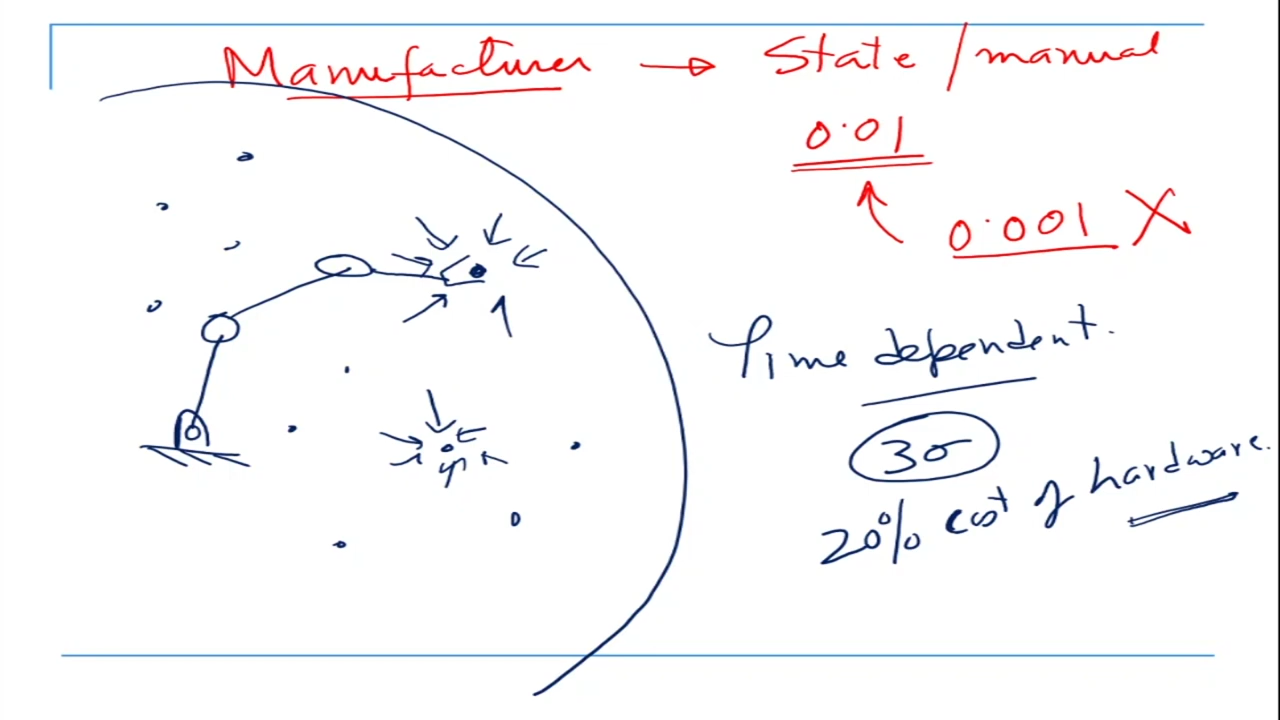 Manufacturer → State/manual
0.01
0.001 X
Time dependent.
3σ
20% cost of hardware.